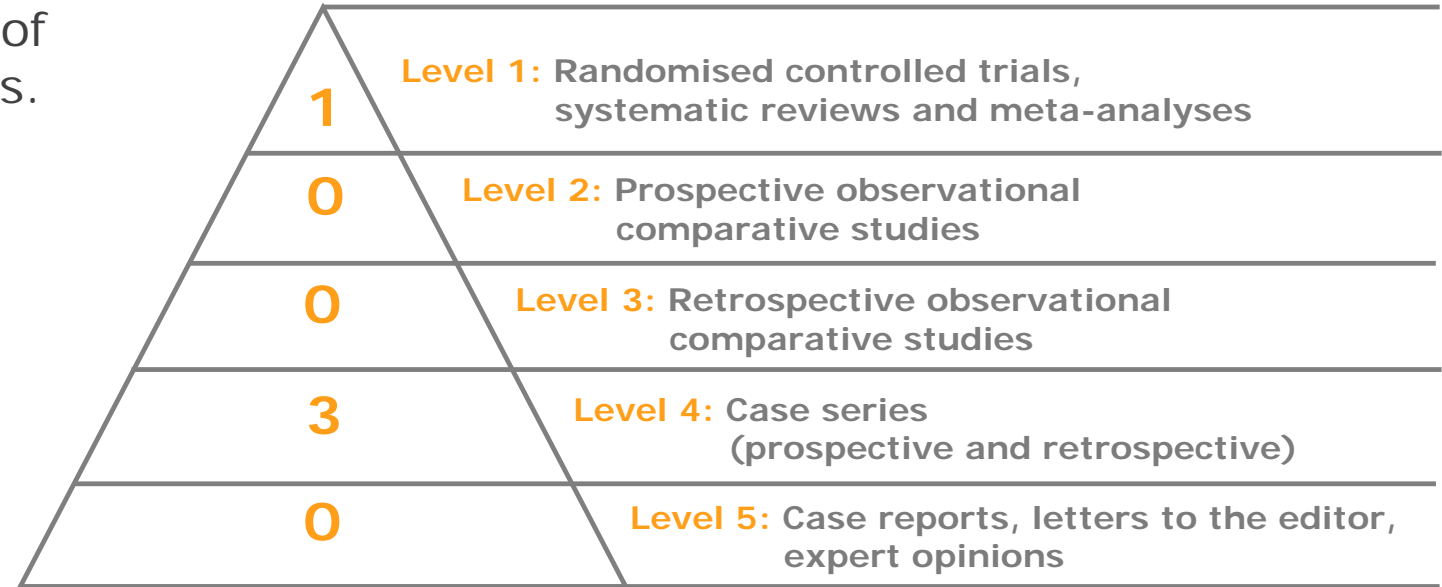 of
s.
1
Level 1: Randomised controlled trials,
systematic reviews and meta-analyses
0
Level 2: Prospective observational
comparative studies
0
Level 3: Retrospective observational
comparative studies
3
Level 4: Case series
(prospective and retrospective)
0
Level 5: Case reports, letters to the editor,
expert opinions